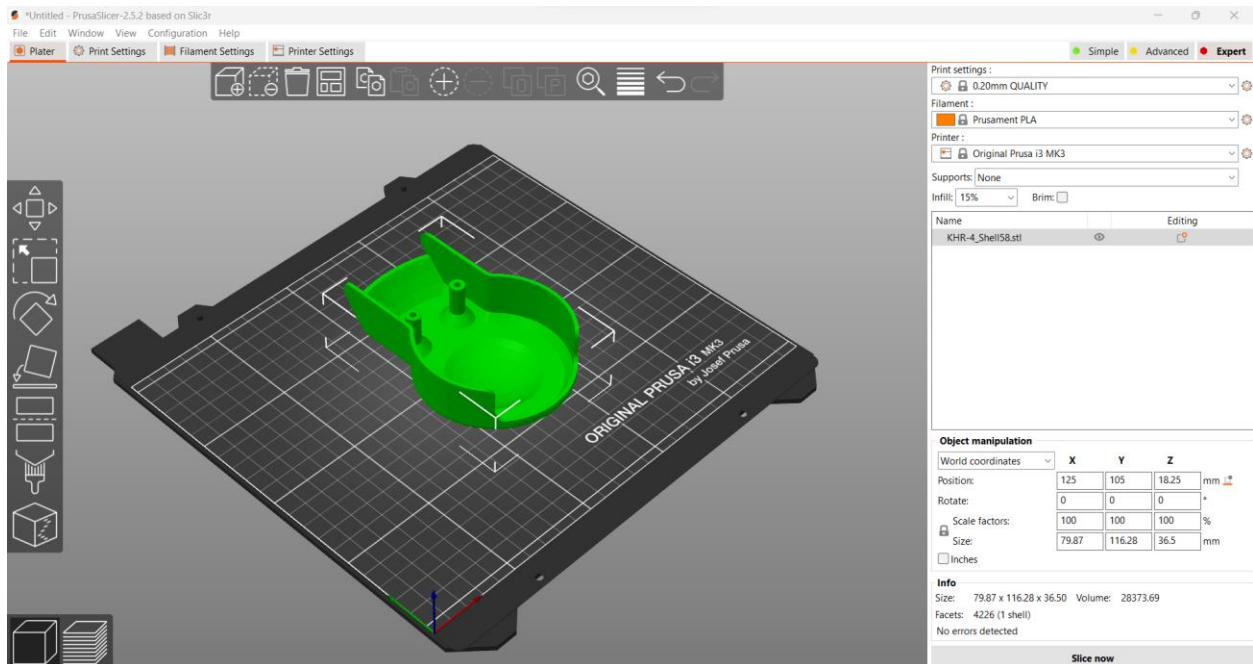 *Untitled - PrusaSlicer-2.5.2 based on Slic3r
File Edit Window View Configuration Help
Plater Print Settings Filament Settings Printer Settings Simple Advanced Expert
Print settings :
0.20mm QUALITY
Filament :
Prusament PLA
Printer :
Original Prusa i3 MK3
Supports: None
Infill: 15% Brim:
Name Editing
KHR-4_Shell58.stl
ORIGINAL PRUSA i3 MK3
by Josef Prusa
Object manipulation
World coordinates X Y Z
Position: 125 105 18.25 mm
Rotate: 0 0 0 °
Scale factors: 100 100 100 %
Size: 79.87 116.28 36.5 mm
Inches
Info
Size: 79.87 x 116.28 x 36.50 Volume: 28373.69
Facets: 4226 (1 shell)
No errors detected
Slice now